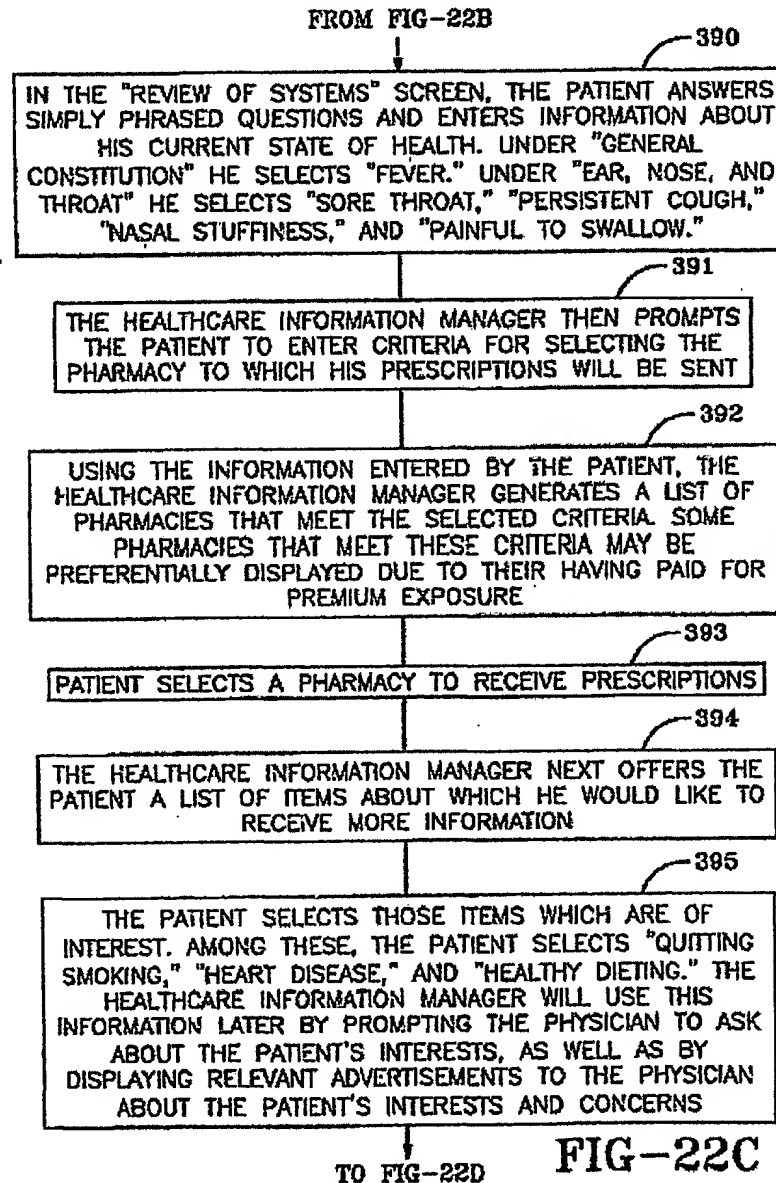 FROM FIG-22B
390
IN THE "REVIEW OF SYSTEMS" SCREEN, THE PATIENT ANSWERS
SIMPLY PHRASED QUESTIONS AND ENTERS INFORMATION ABOUT
HIS CURRENT STATE OF HEALTH. UNDER "GENERAL
CONSTITUTION" HE SELECTS "FEVER." UNDER "EAR, NOSE, AND
THROAT" HE SELECTS "SORE THROAT," "PERSISTENT COUGH,"
"NASAL STUFFINESS," AND "PAINFUL TO SWALLOW."
391
THE HEALTHCARE INFORMATION MANAGER THEN PROMPTS
THE PATIENT TO ENTER CRITERIA FOR SELECTING THE
PHARMACY TO WHICH HIS PRESCRIPTIONS WILL BE SENT
392
USING THE INFORMATION ENTERED BY THE PATIENT, THE
HEALTHCARE INFORMATION MANAGER GENERATES A LIST OF
PHARMACIES THAT MEET THE SELECTED CRITERIA. SOME
PHARMACIES THAT MEET THESE CRITERIA MAY BE
PREFERENTIALLY DISPLAYED DUE TO THEIR HAVING PAID FOR
PREMIUM EXPOSURE
393
PATIENT SELECTS A PHARMACY TO RECEIVE PRESCRIPTIONS
394
THE HEALTHCARE INFORMATION MANAGER NEXT OFFERS THE
PATIENT A LIST OF ITEMS ABOUT WHICH HE WOULD LIKE TO
RECEIVE MORE INFORMATION
395
THE PATIENT SELECTS THOSE ITEMS WHICH ARE OF
INTEREST. AMONG THESE, THE PATIENT SELECTS "QUITTING
SMOKING," "HEART DISEASE," AND "HEALTHY DIETING." THE
HEALTHCARE INFORMATION MANAGER WILL USE THIS
INFORMATION LATER BY PROMPTING THE PHYSICIAN TO ASK
ABOUT THE PATIENT'S INTERESTS, AS WELL AS BY
DISPLAYING RELEVANT ADVERTISEMENTS TO THE PHYSICIAN
ABOUT THE PATIENT'S INTERESTS AND CONCERNS
TO FIG-22D
FIG-22C